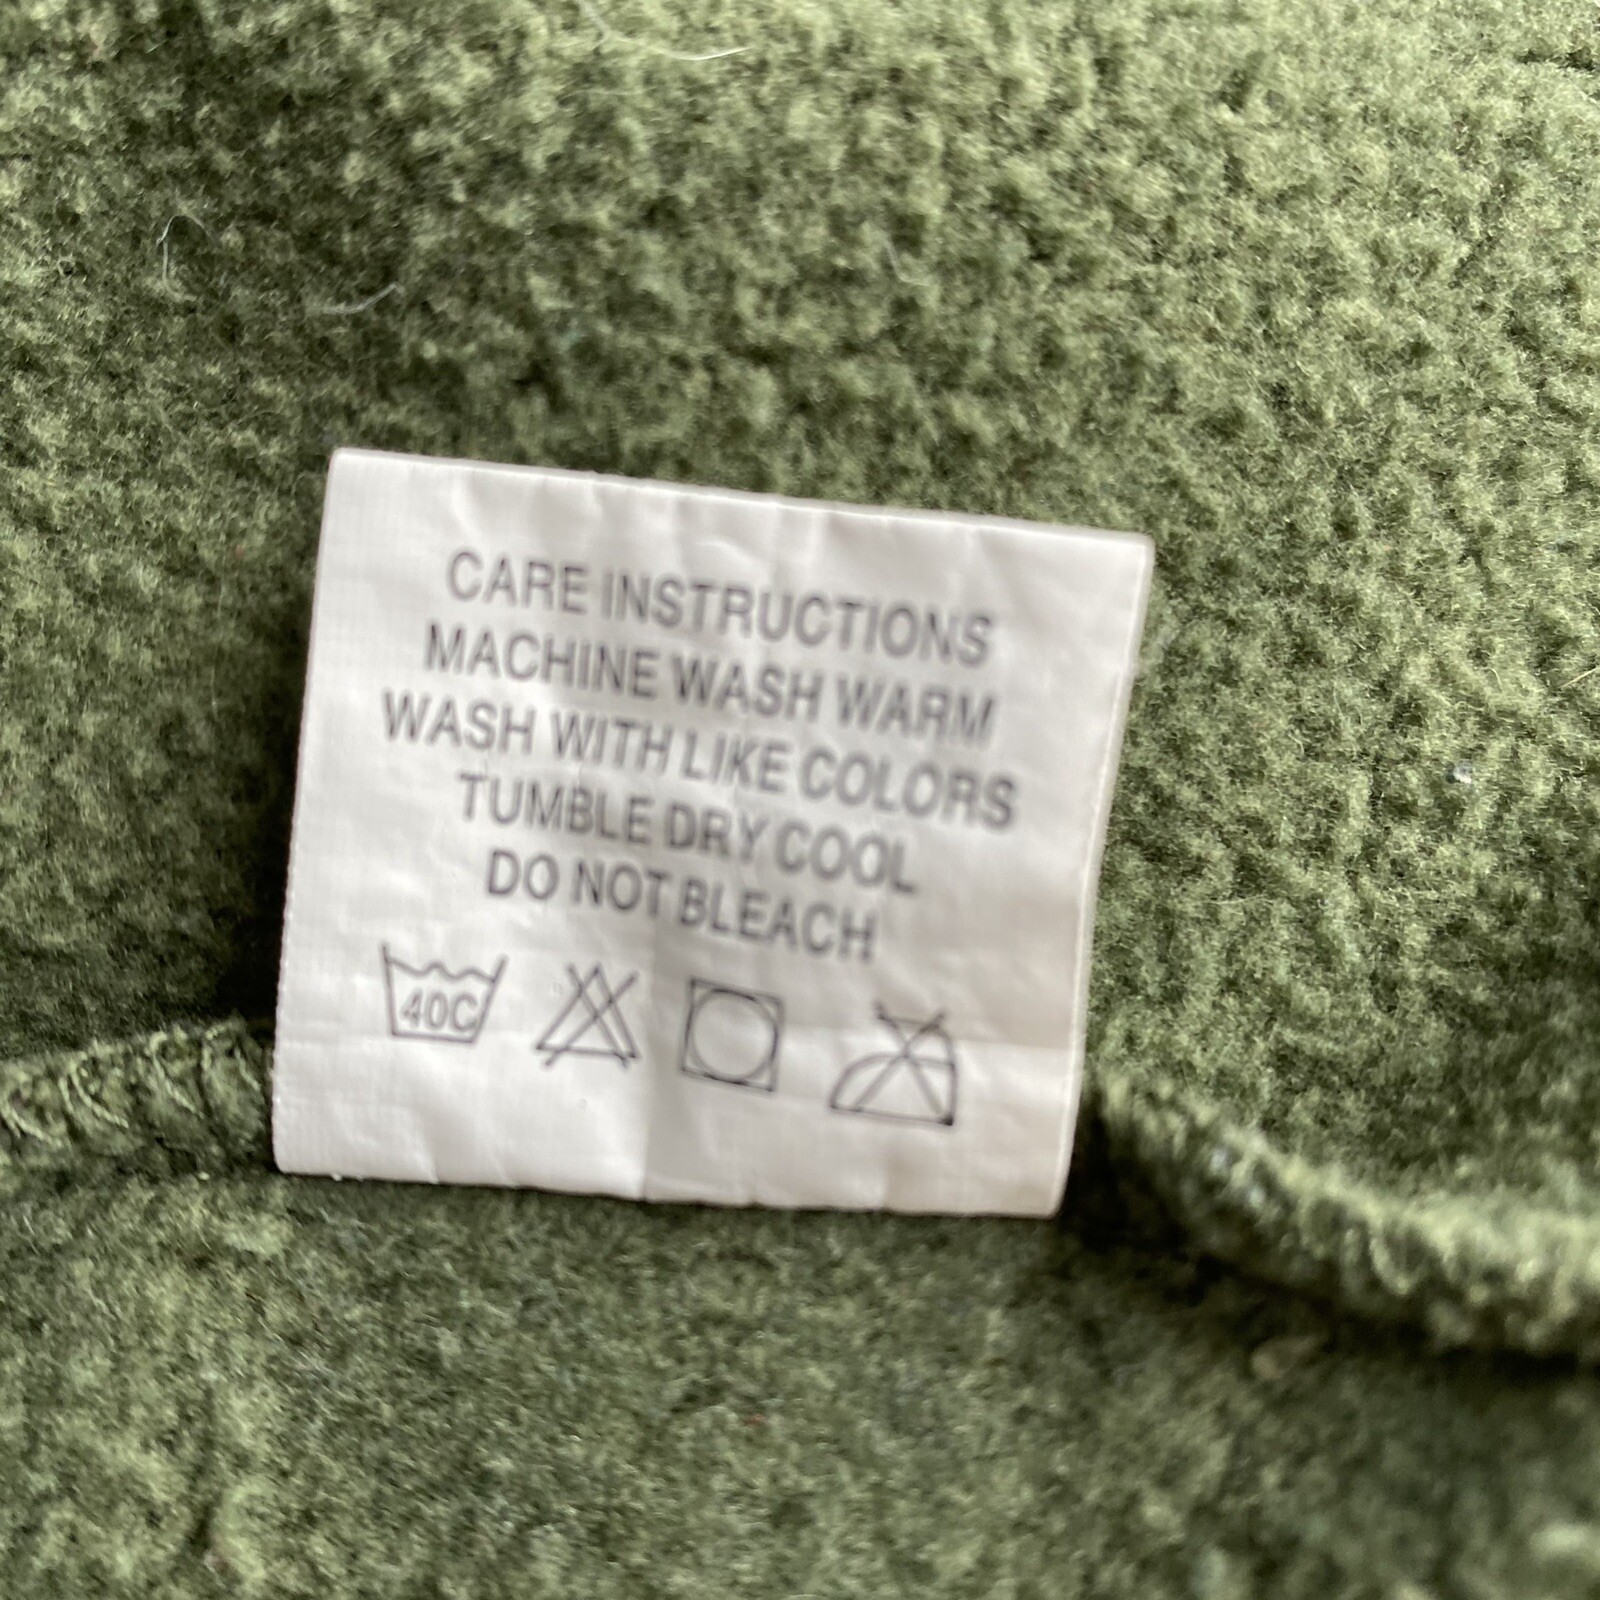 CARE INSTRUCTIONS
MACHINE WASH WARM
WASH WITH LIKE COLORS
TUMBLE DRY COOL
DO NOT BLEACH
40C